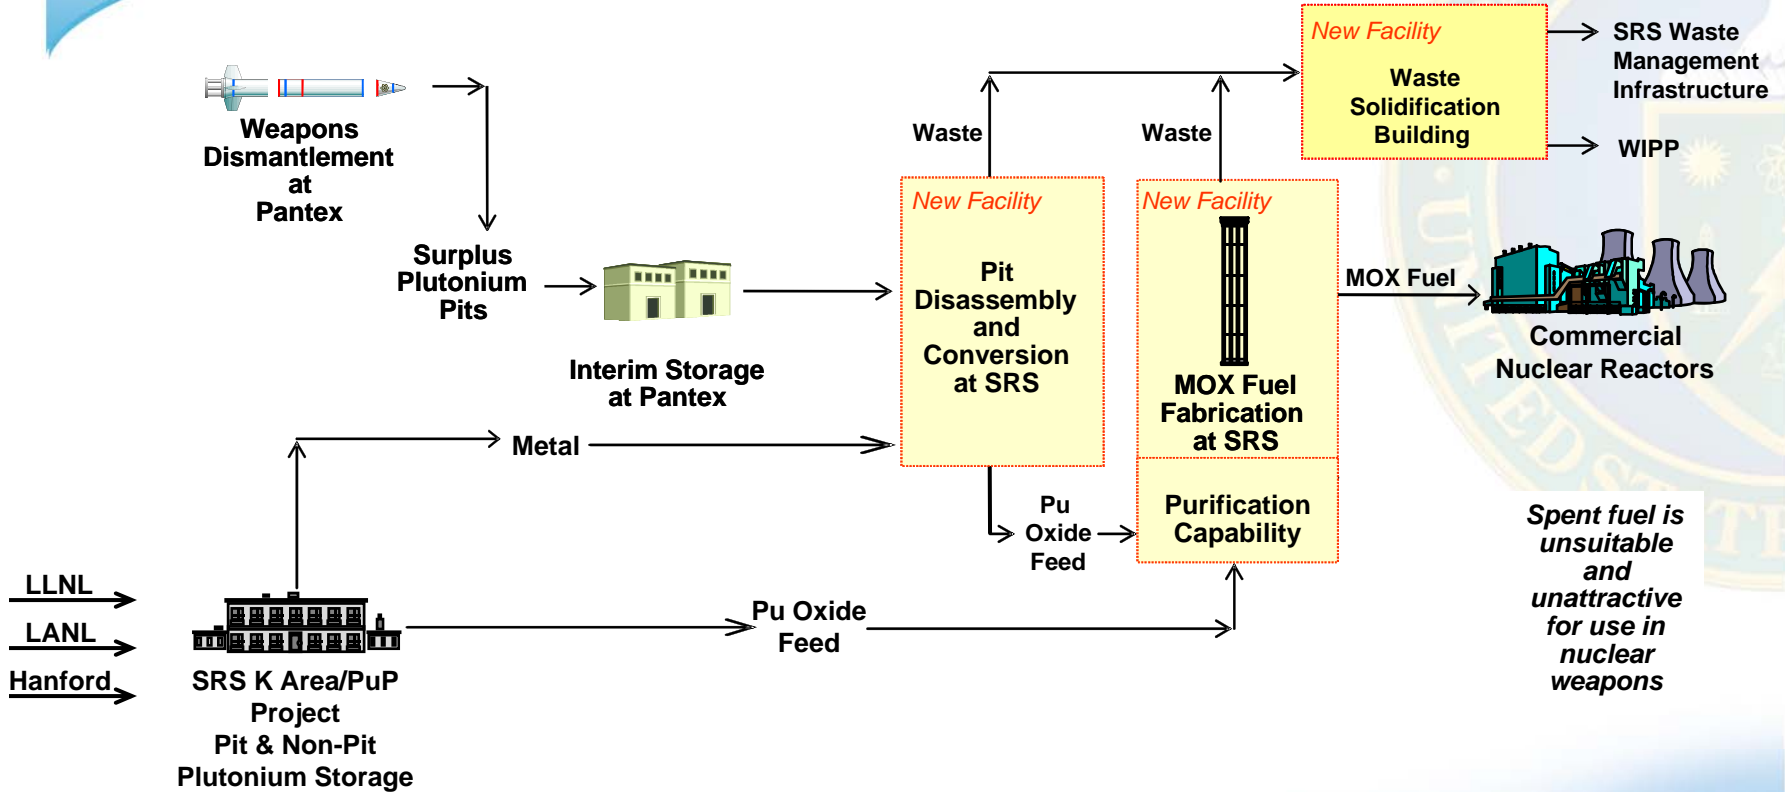 New Facility
Waste
Solidification
Building
SRS Waste
Management
Infrastructure
WIPP
Weapons
Dismantlement
at
Pantex
Waste
Waste
Surplus
Plutonium
Pits
Interim Storage
at Pantex
New Facility
Pit
Disassembly
and
Conversion
at SRS
New Facility
MOX Fuel
Fabrication
at SRS
Purification
Capability
MOX Fuel
Commercial
Nuclear Reactors
Metal
Pu
Oxide
Feed
LLNL
LANL
Hanford
SRS K Area/PuP
Project
Pit & Non-Pit
Plutonium Storage
Pu Oxide
Feed
Spent fuel is
unsuitable
and
unattractive
for use in
nuclear
weapons
UNITED STATE